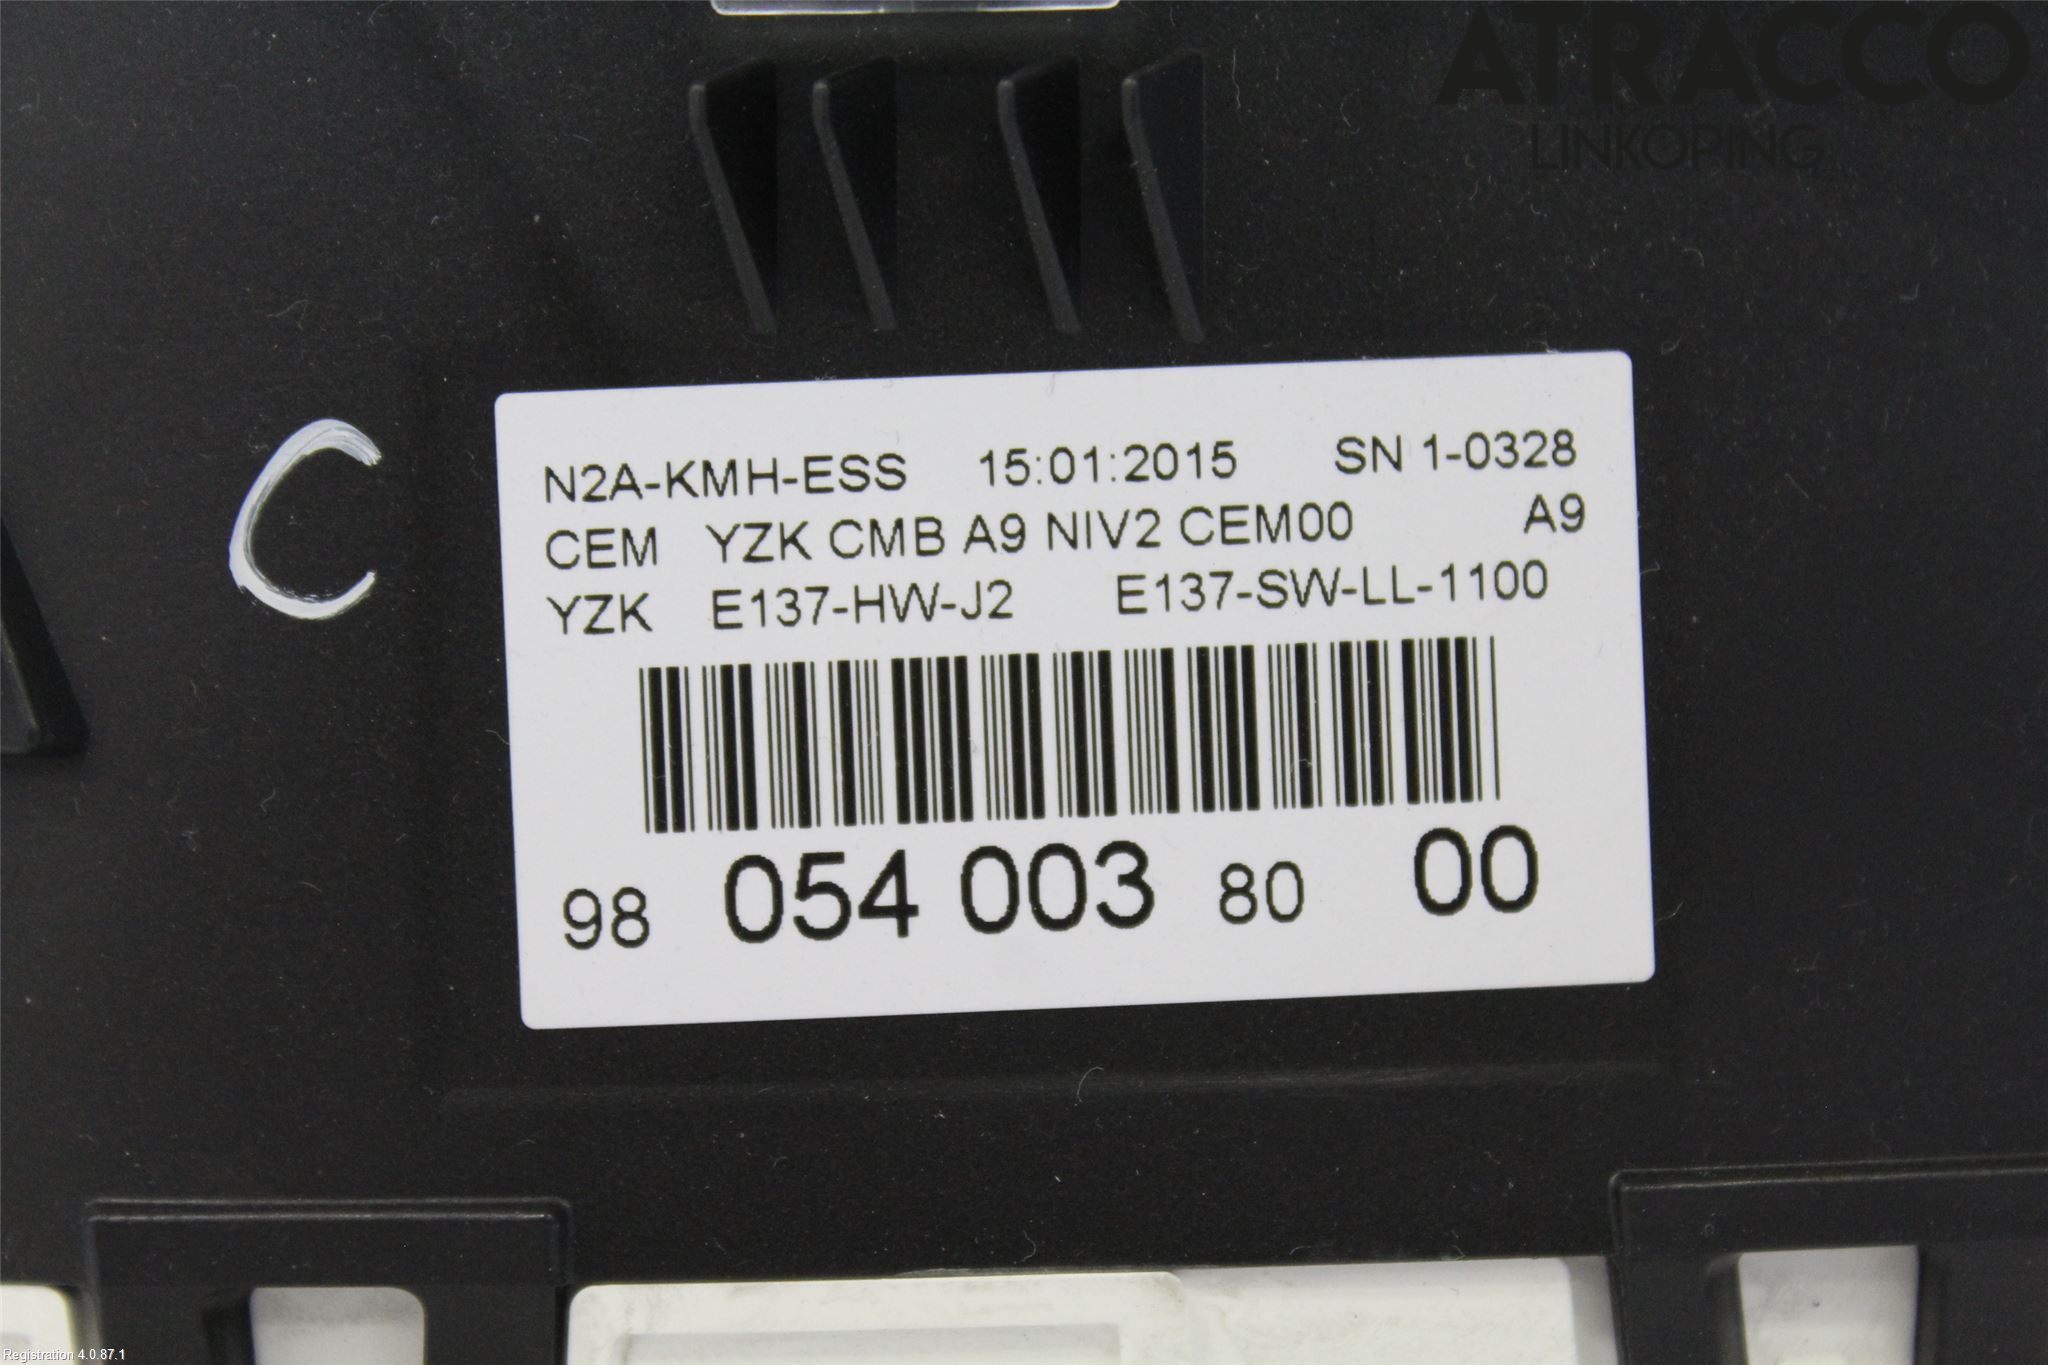 ATRACCO
LINKÖPING
C
N2A-KMH-ESS 15:01:2015 SN 1-0328
CEM YZK CMB A9 NIV2 CEM00 A9
YZK E137-HW-J2 E137-SW-LL-1100
98 054 003 80 00
Registration 4.0.87.1